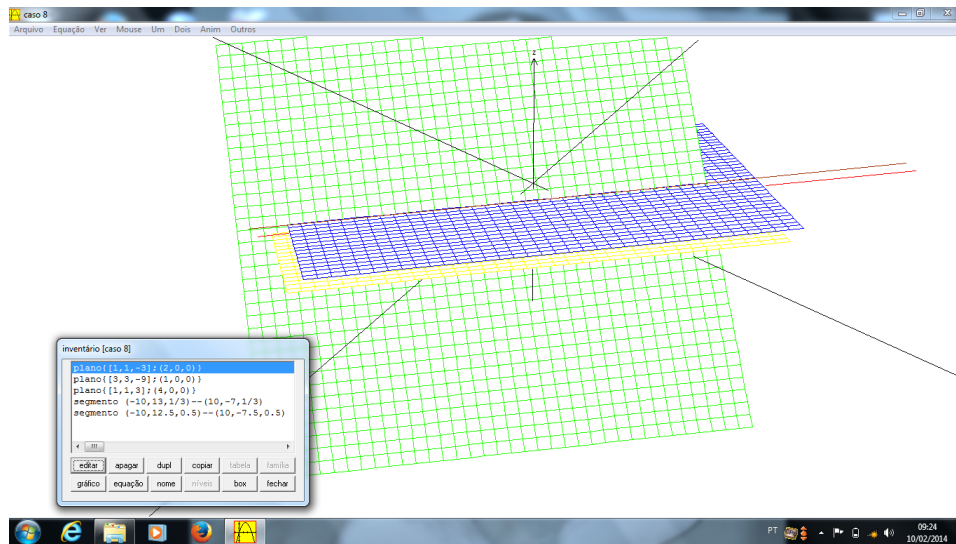 caso 8
Arquivo Equação Ver Mouse Um Dois Anim Outros
z
inventário [caso 8]
plano{[1,1,-3];(2,0,0)}
plano{[3,3,-9];(1,0,0)}
plano{[1,1,3];(4,0,0)}
segmento (-10,13,1/3)--(10,-7,1/3)
segmento (-10,12.5,0.5)--(10,-7.5,0.5)
editar apagar dupl copiar tabela família
gráfico equação nome níveis box fechar
PT 09:24
10/02/2014